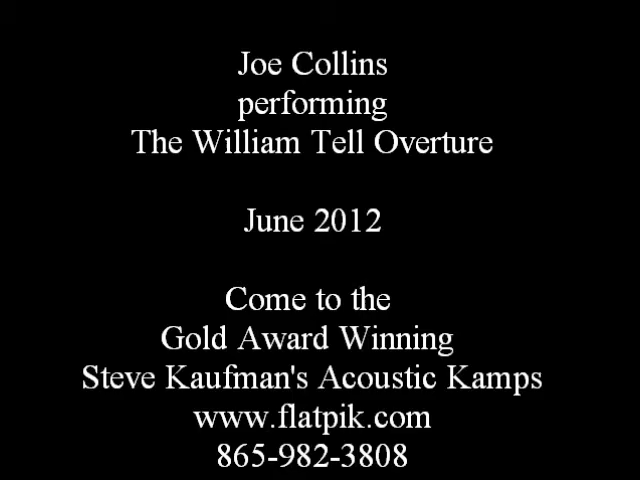 Joe Collins
performing
The William Tell Overture
June 2012
Come to the
Gold Award Winning
Steve Kaufman's Acoustic Kamps
www.flatpik.com
865-982-3808